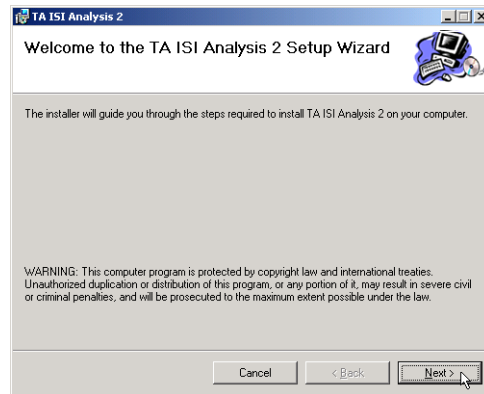 TA ISI Analysis 2
Welcome to the TA ISI Analysis 2 Setup Wizard
The installer will guide you through the steps required to install TA ISI Analysis 2 on your computer.
WARNING: This computer program is protected by copyright law and international treaties.
Unauthorized duplication or distribution of this program, or any portion of it, may result in severe civil
or criminal penalties, and will be prosecuted to the maximum extent possible under the law.
Cancel
< Back
Next >